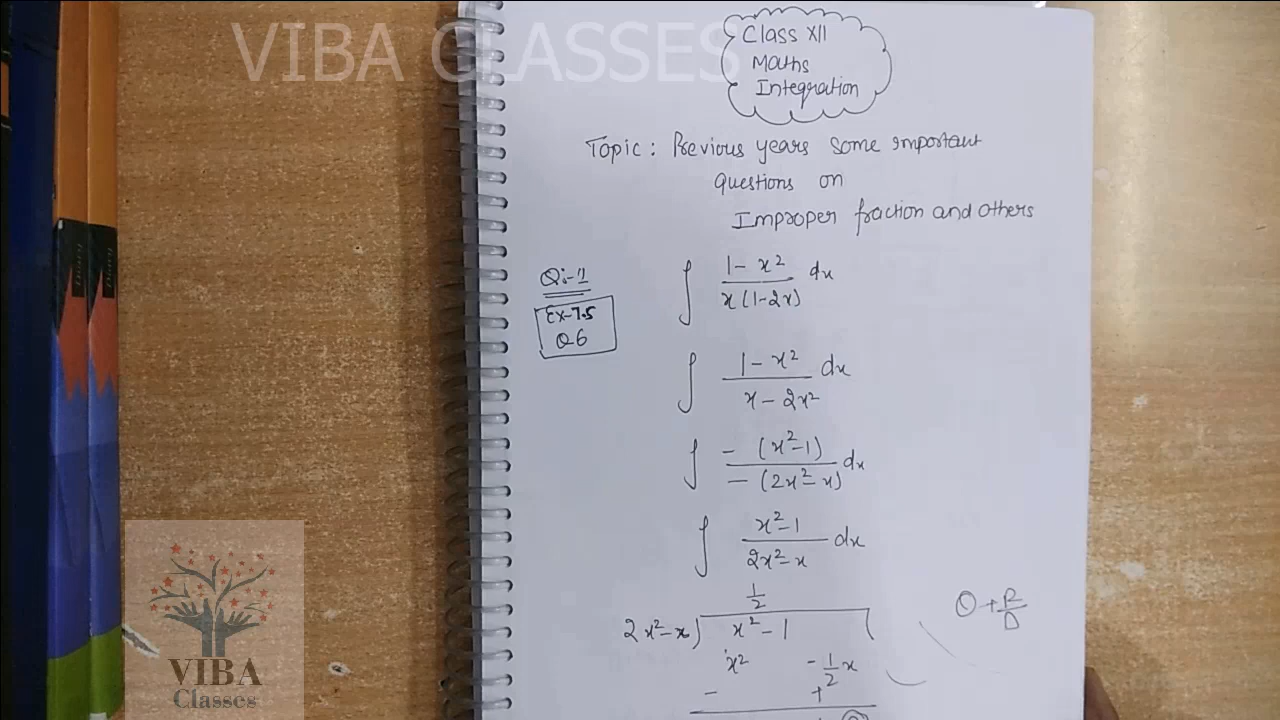 VIBA CLASSES
Class XII
Maths
Integration
Topic: Previous years some important
questions on
Improper fraction and others
Q:-1
Ex-7.5
Q6
∫ 1-x² / x(1-2x) dx
∫ 1-x² / x-2x² dx
∫ -(x²-1) / -(2x²-x) dx
∫ x²-1 / 2x²-x dx
1/2
2x²-x) x²-1
x² - 1/2 x
- +
Q + R/D
VIBA
Classes